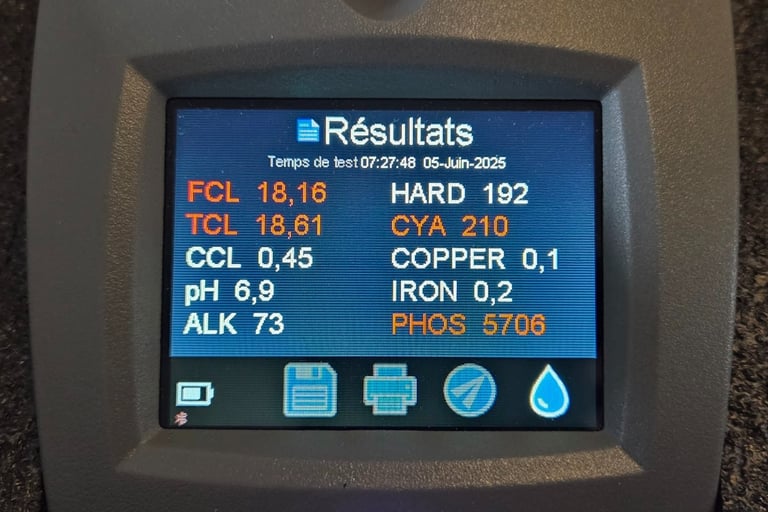 Résultats
Temps de test 07:27:48 05-Juin-2025
FCL 18,16 HARD 192
TCL 18,61 CYA 210
CCL 0,45 COPPER 0,1
pH 6,9 IRON 0,2
ALK 73 PHOS 5706